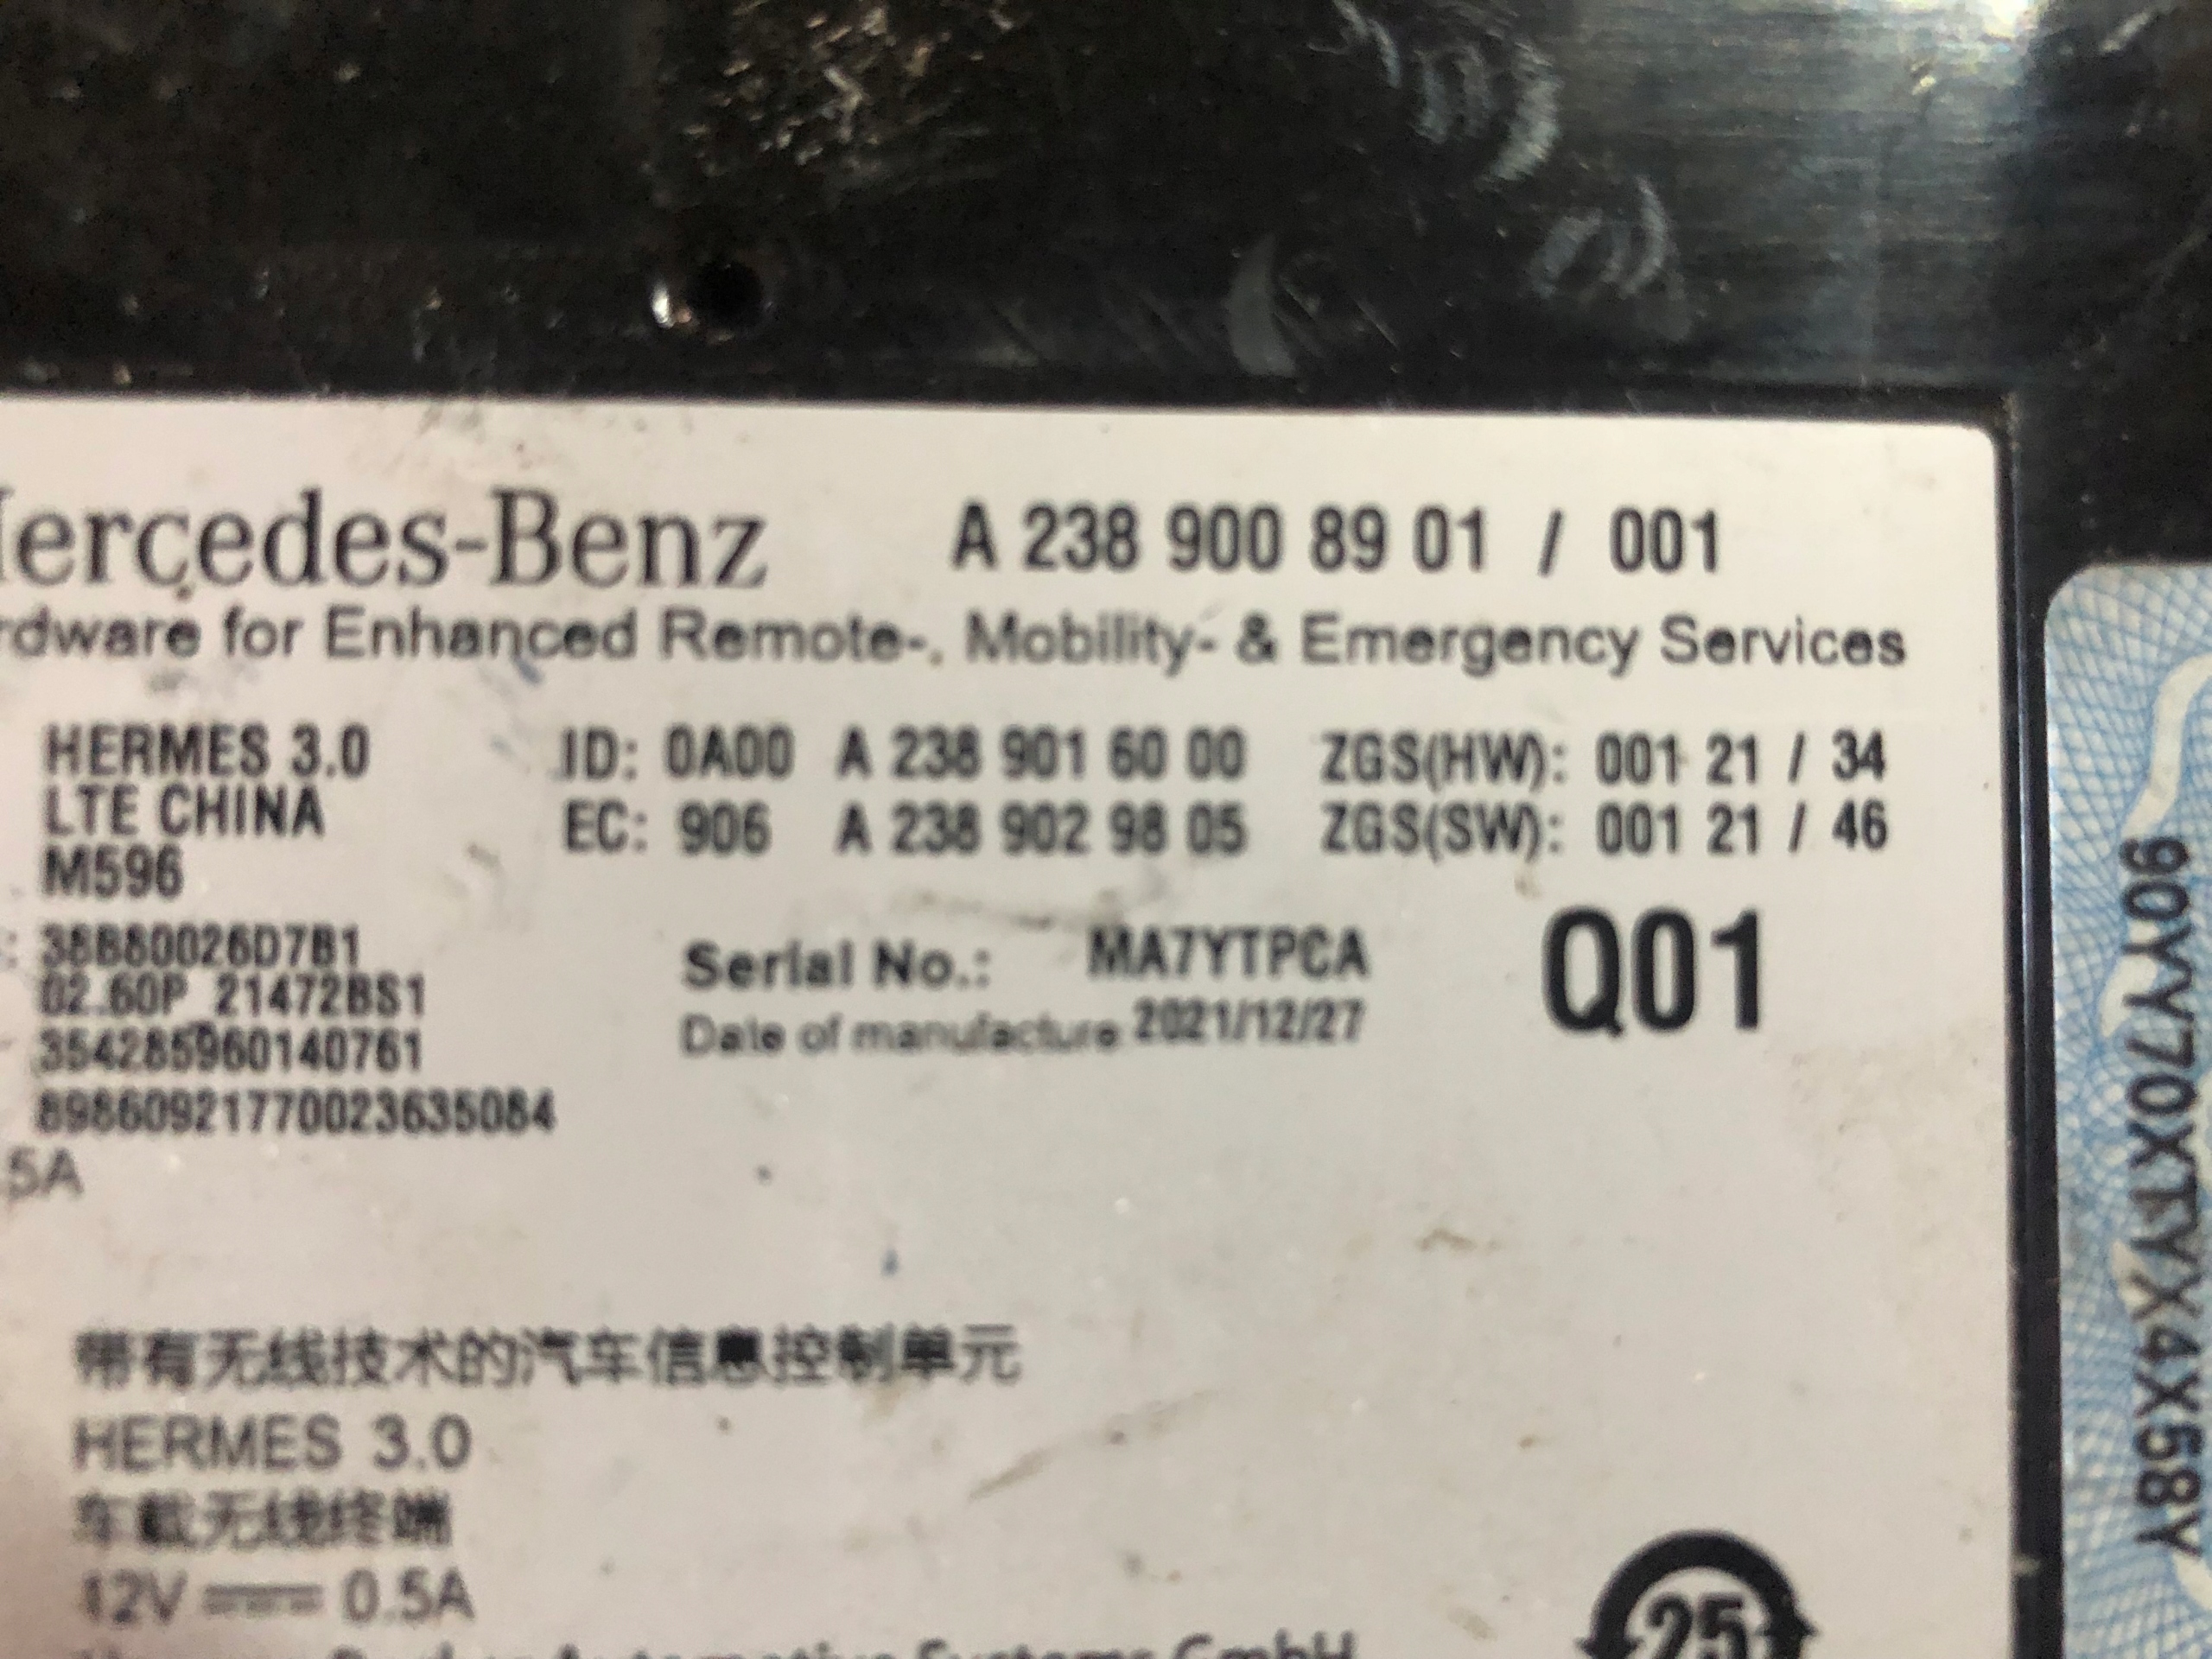 Mercedes-Benz A 238 900 89 01 / 001
rdware for Enhanced Remote-, Mobility- & Emergency Services
HERMES 3.0 ID: 0A00 A 238 901 60 00 ZGS(HW): 001 21 / 34
LTE CHINA EC: 906 A 238 902 98 05 ZGS(SW): 001 21 / 46
M596
: 38B80026D7B1 Serial No.: MA7YTPCA Q01
02.60P_21472BS1 Date of manufacture 2021/12/27
354285960140761
89860921770023635084
5A
带有无线技术的汽车信息控制单元
HERMES 3.0
车载无线终端
12V 0.5A
Automotive Systems GmbH
25
90YY70XTYX4X58Y